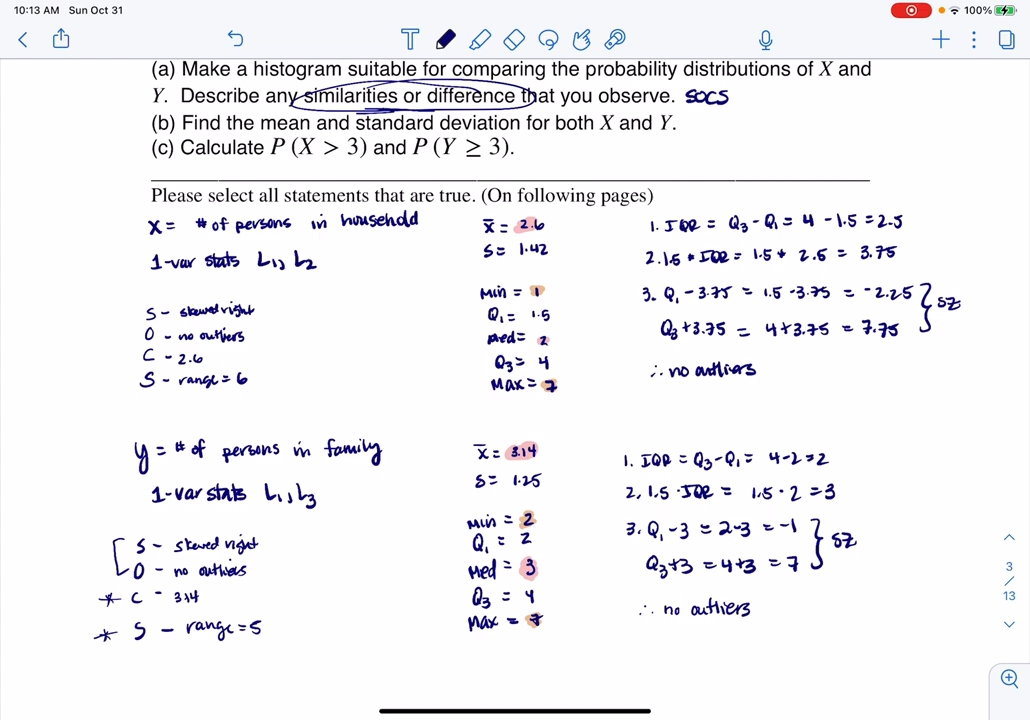 10:13 AM Sun Oct 31
100%
(a) Make a histogram suitable for comparing the probability distributions of X and
Y. Describe any similarities or difference that you observe. SOCS
(b) Find the mean and standard deviation for both X and Y.
(c) Calculate P (X > 3) and P (Y ≥ 3).
Please select all statements that are true. (On following pages)
X = # of persons in household
1-var stats L1, L2
S - skewed right
O - no outliers
C - 2.6
S - range = 6
x̄ = 2.6
S = 1.42
Min = 1
Q1 = 1.5
Med = 2
Q3 = 4
Max = 7
1. IQR = Q3 - Q1 = 4 - 1.5 = 2.5
2. 1.5 * IQR = 1.5 * 2.5 = 3.75
3. Q1 - 3.75 = 1.5 - 3.75 = -2.25
Q3 + 3.75 = 4 + 3.75 = 7.75
SZ
∴ no outliers
y = # of persons in family
1-var stats L1, L3
S - skewed right
O - no outliers
* C - 3.14
* S - range = 5
x̄ = 3.14
S = 1.25
Min = 2
Q1 = 2
Med = 3
Q3 = 4
Max = 7
1. IQR = Q3 - Q1 = 4 - 2 = 2
2. 1.5 · IQR = 1.5 · 2 = 3
3. Q1 - 3 = 2 - 3 = -1
Q3 + 3 = 4 + 3 = 7
SZ
∴ no outliers
3
/
13